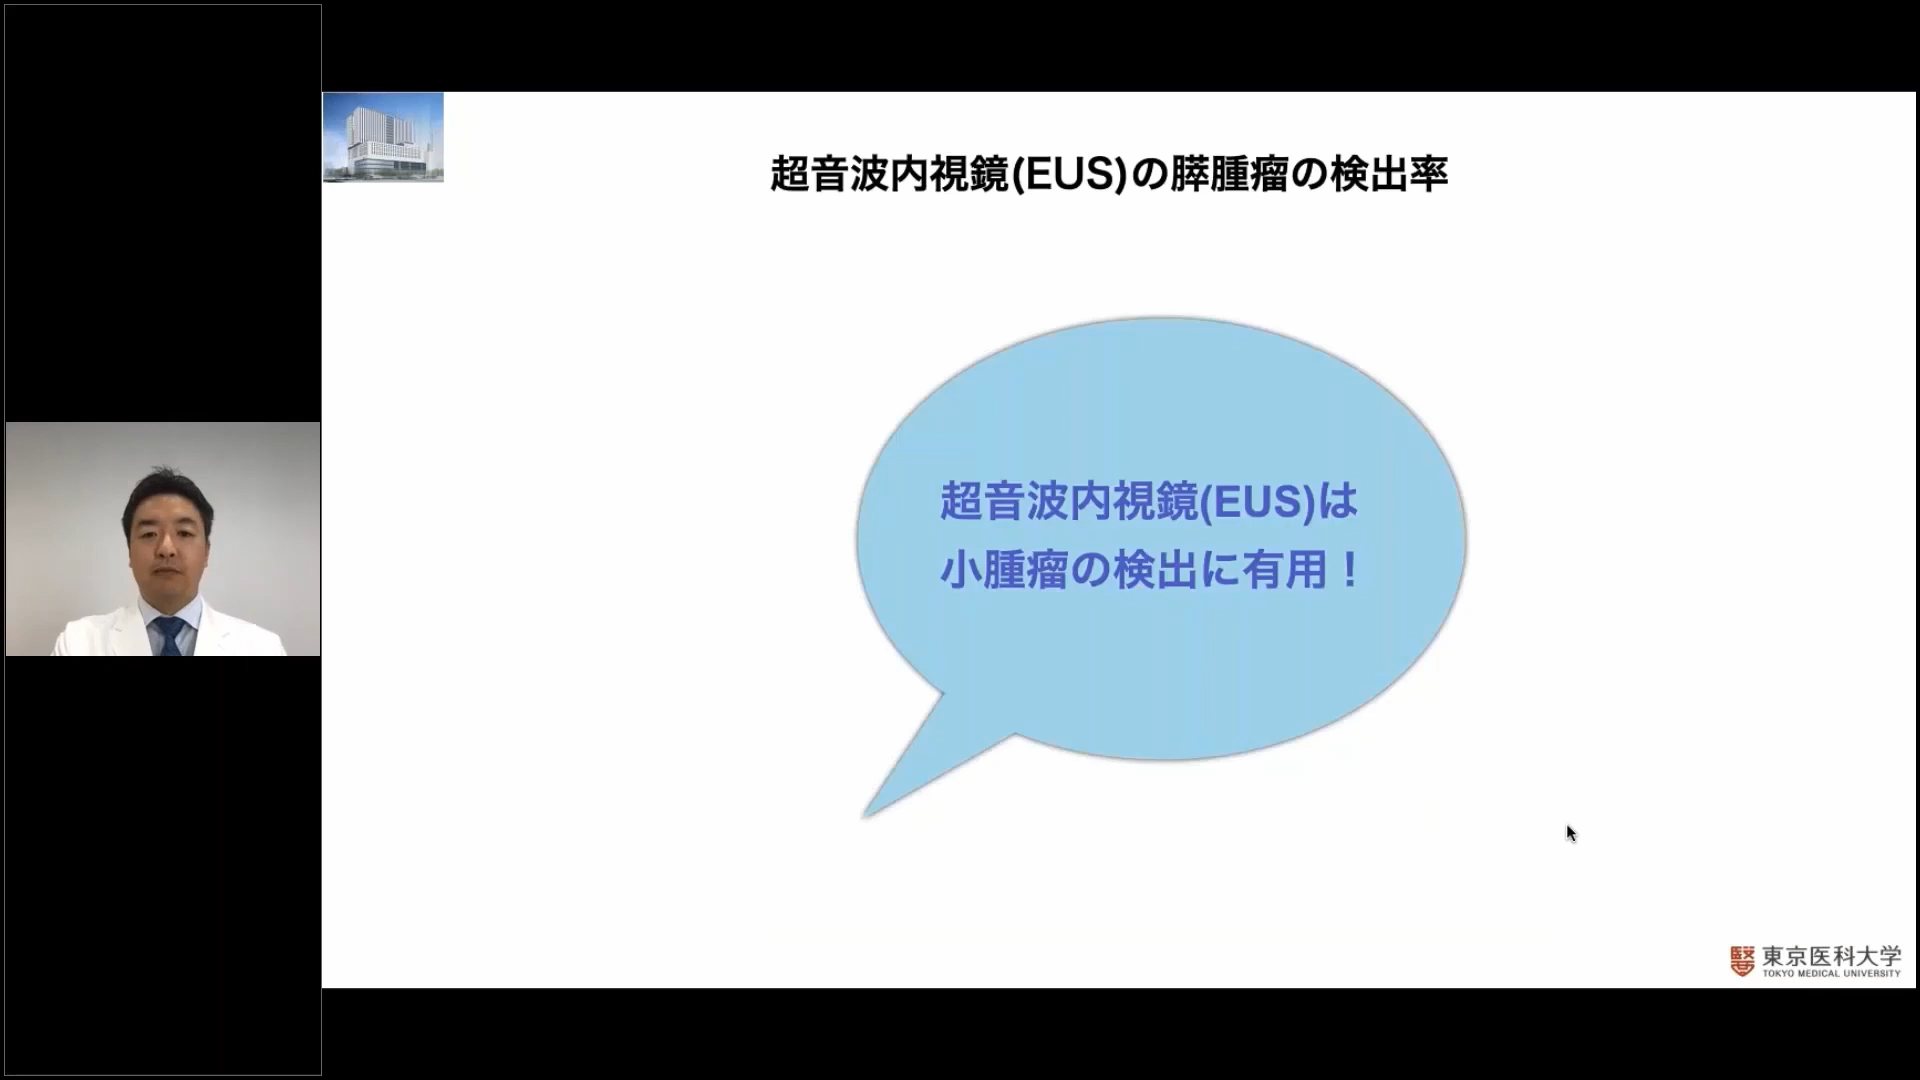 超音波内視鏡(EUS)の膵腫瘤の検出率
超音波内視鏡(EUS)は
小腫瘤の検出に有用！
東京医科大学
TOKYO MEDICAL UNIVERSITY